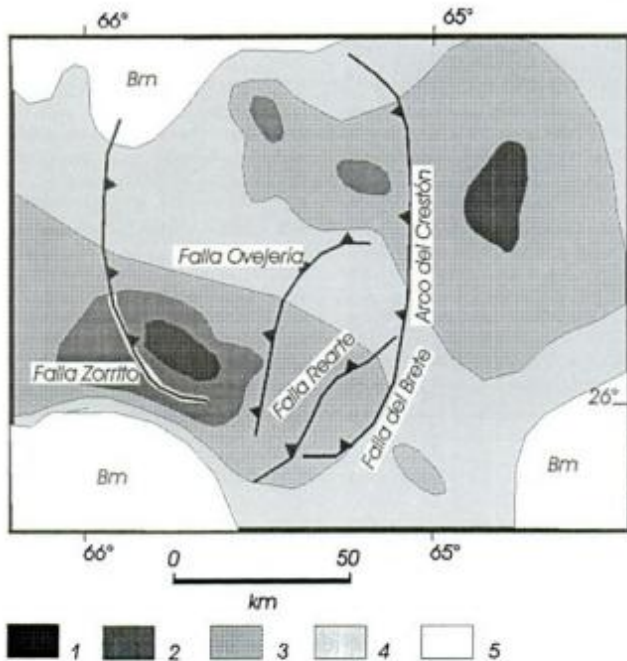 66°
65°
Bm
Arco del Crestón
Falla Ovejería
Falla Rearte
Falla Zorrito
Falla del Brete
26°
Bm
Bm
66°
65°
0
50
km
1
2
3
4
5